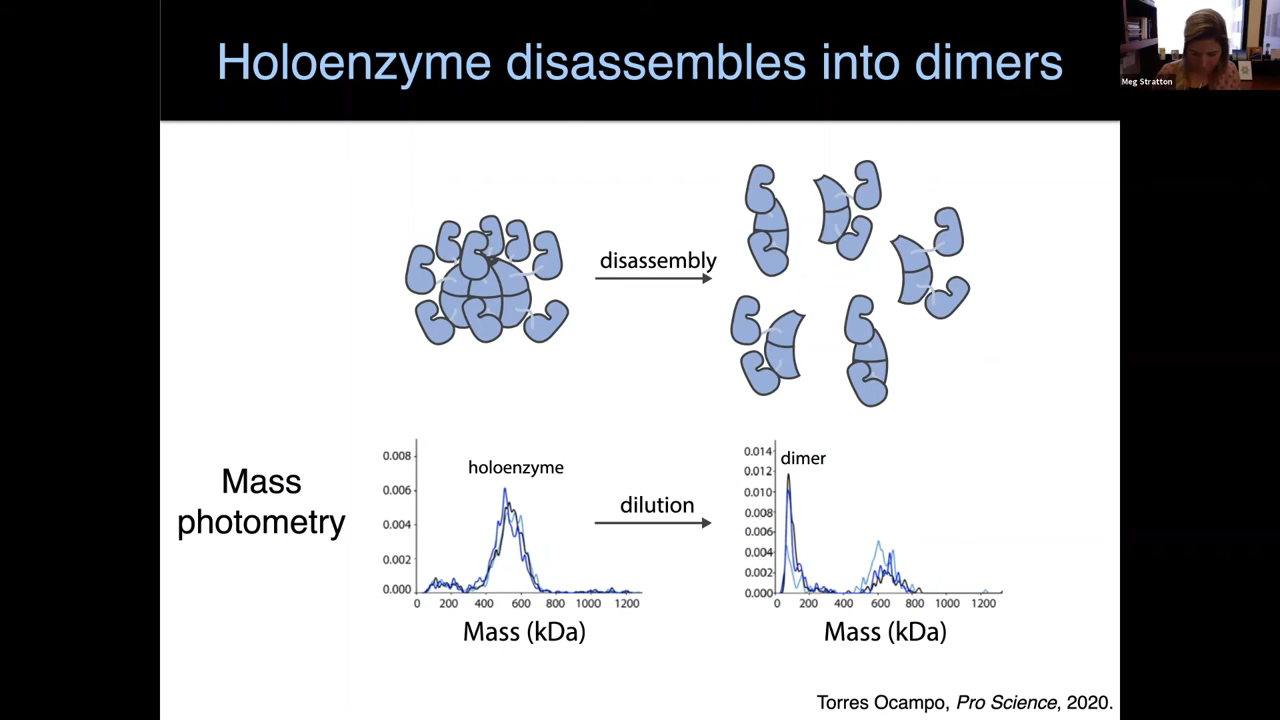 Holoenzyme disassembles into dimers
Meg Stratton
disassembly
Mass
photometry
0.008
0.006
0.004
0.002
0.000
holoenzyme
0 200 400 600 800 1000 1200
Mass (kDa)
dilution
0.014
0.012
0.010
0.008
0.006
0.004
0.002
0.000
dimer
0 200 400 600 800 1000 1200
Mass (kDa)
Torres Ocampo, Pro Science, 2020.